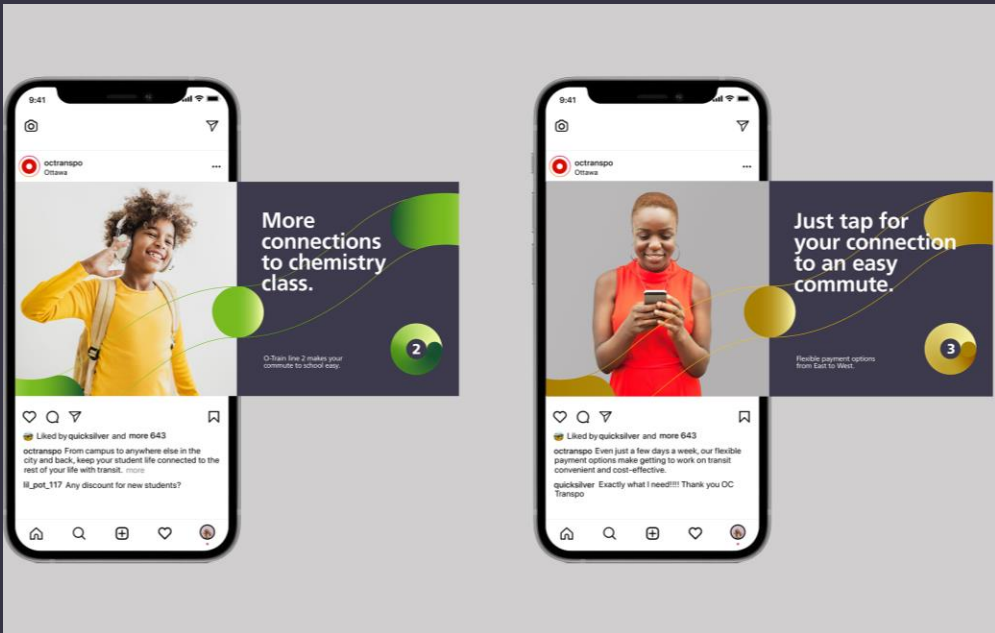 9:41
octranspo
Ottawa
More
connections
to chemistry
class.
O-Train line 2 makes your
commute to school easy.
2
Liked by quicksilver and more 643
octranspo From campus to anywhere else in the
city and back, keep your student life connected to the
rest of your life with transit. more
lil_pot_117 Any discount for new students?
9:41
octranspo
Ottawa
Just tap for
your connection
to an easy
commute.
Flexible payment options
from East to West.
3
Liked by quicksilver and more 643
octranspo Even just a few days a week, our flexible
payment options make getting to work on transit
convenient and cost-effective.
quicksilver Exactly what I need!!!! Thank you OC
Transpo